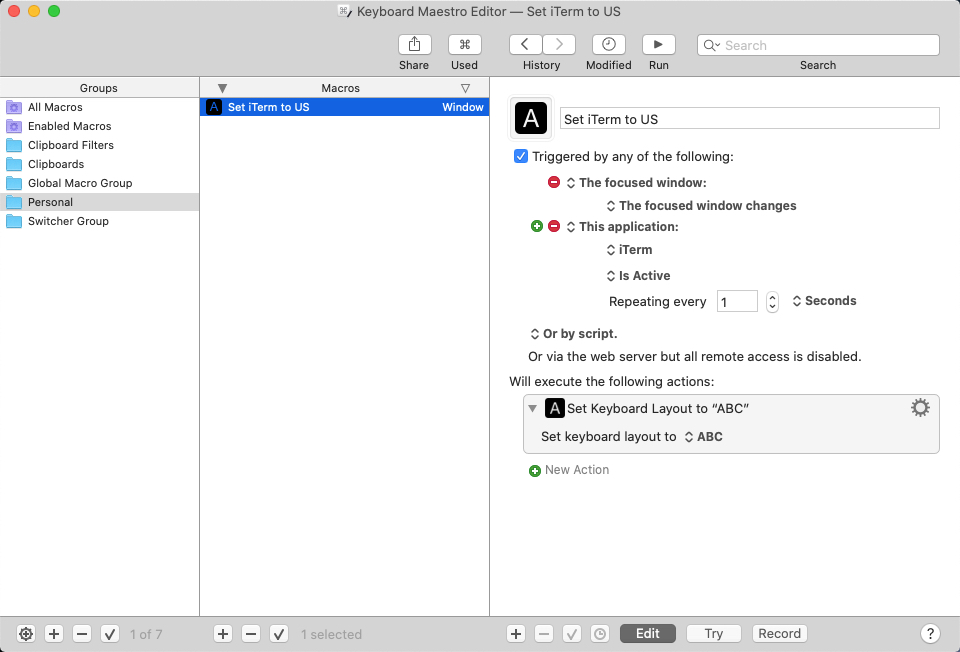 Keyboard Maestro Editor — Set iTerm to US
Share
Used
History
Modified
Run
Search
Search
Groups
All Macros
Enabled Macros
Clipboard Filters
Clipboards
Global Macro Group
Personal
Switcher Group
Macros
A Set iTerm to US Window
A
Set iTerm to US
Triggered by any of the following:
The focused window:
The focused window changes
This application:
iTerm
Is Active
Repeating every 1 Seconds
Or by script.
Or via the web server but all remote access is disabled.
Will execute the following actions:
A Set Keyboard Layout to “ABC”
Set keyboard layout to ABC
New Action
1 of 7
1 selected
Edit
Try
Record
?